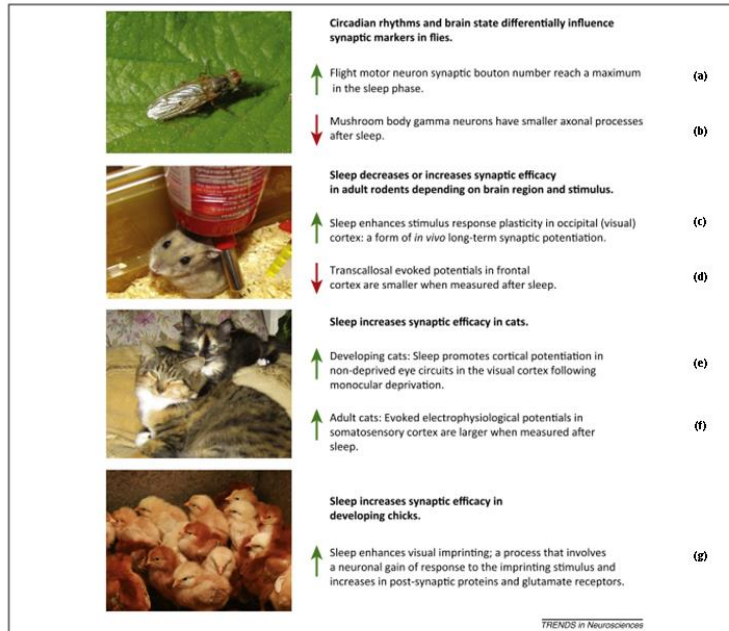 Circadian rhythms and brain state differentially influence
synaptic markers in flies.
Flight motor neuron synaptic bouton number reach a maximum
in the sleep phase.
(a)
Mushroom body gamma neurons have smaller axonal processes
after sleep.
(b)
Sleep decreases or increases synaptic efficacy
in adult rodents depending on brain region and stimulus.
Sleep enhances stimulus response plasticity in occipital (visual)
cortex: a form of in vivo long-term synaptic potentiation.
(c)
Transcallosal evoked potentials in frontal
cortex are smaller when measured after sleep.
(d)
Sleep increases synaptic efficacy in cats.
Developing cats: Sleep promotes cortical potentiation in
non-deprived eye circuits in the visual cortex following
monocular deprivation.
(e)
Adult cats: Evoked electrophysiological potentials in
somatosensory cortex are larger when measured after
sleep.
(f)
Sleep increases synaptic efficacy in
developing chicks.
Sleep enhances visual imprinting; a process that involves
a neuronal gain of response to the imprinting stimulus and
increases in post-synaptic proteins and glutamate receptors.
(g)
TRENDS in Neurosciences